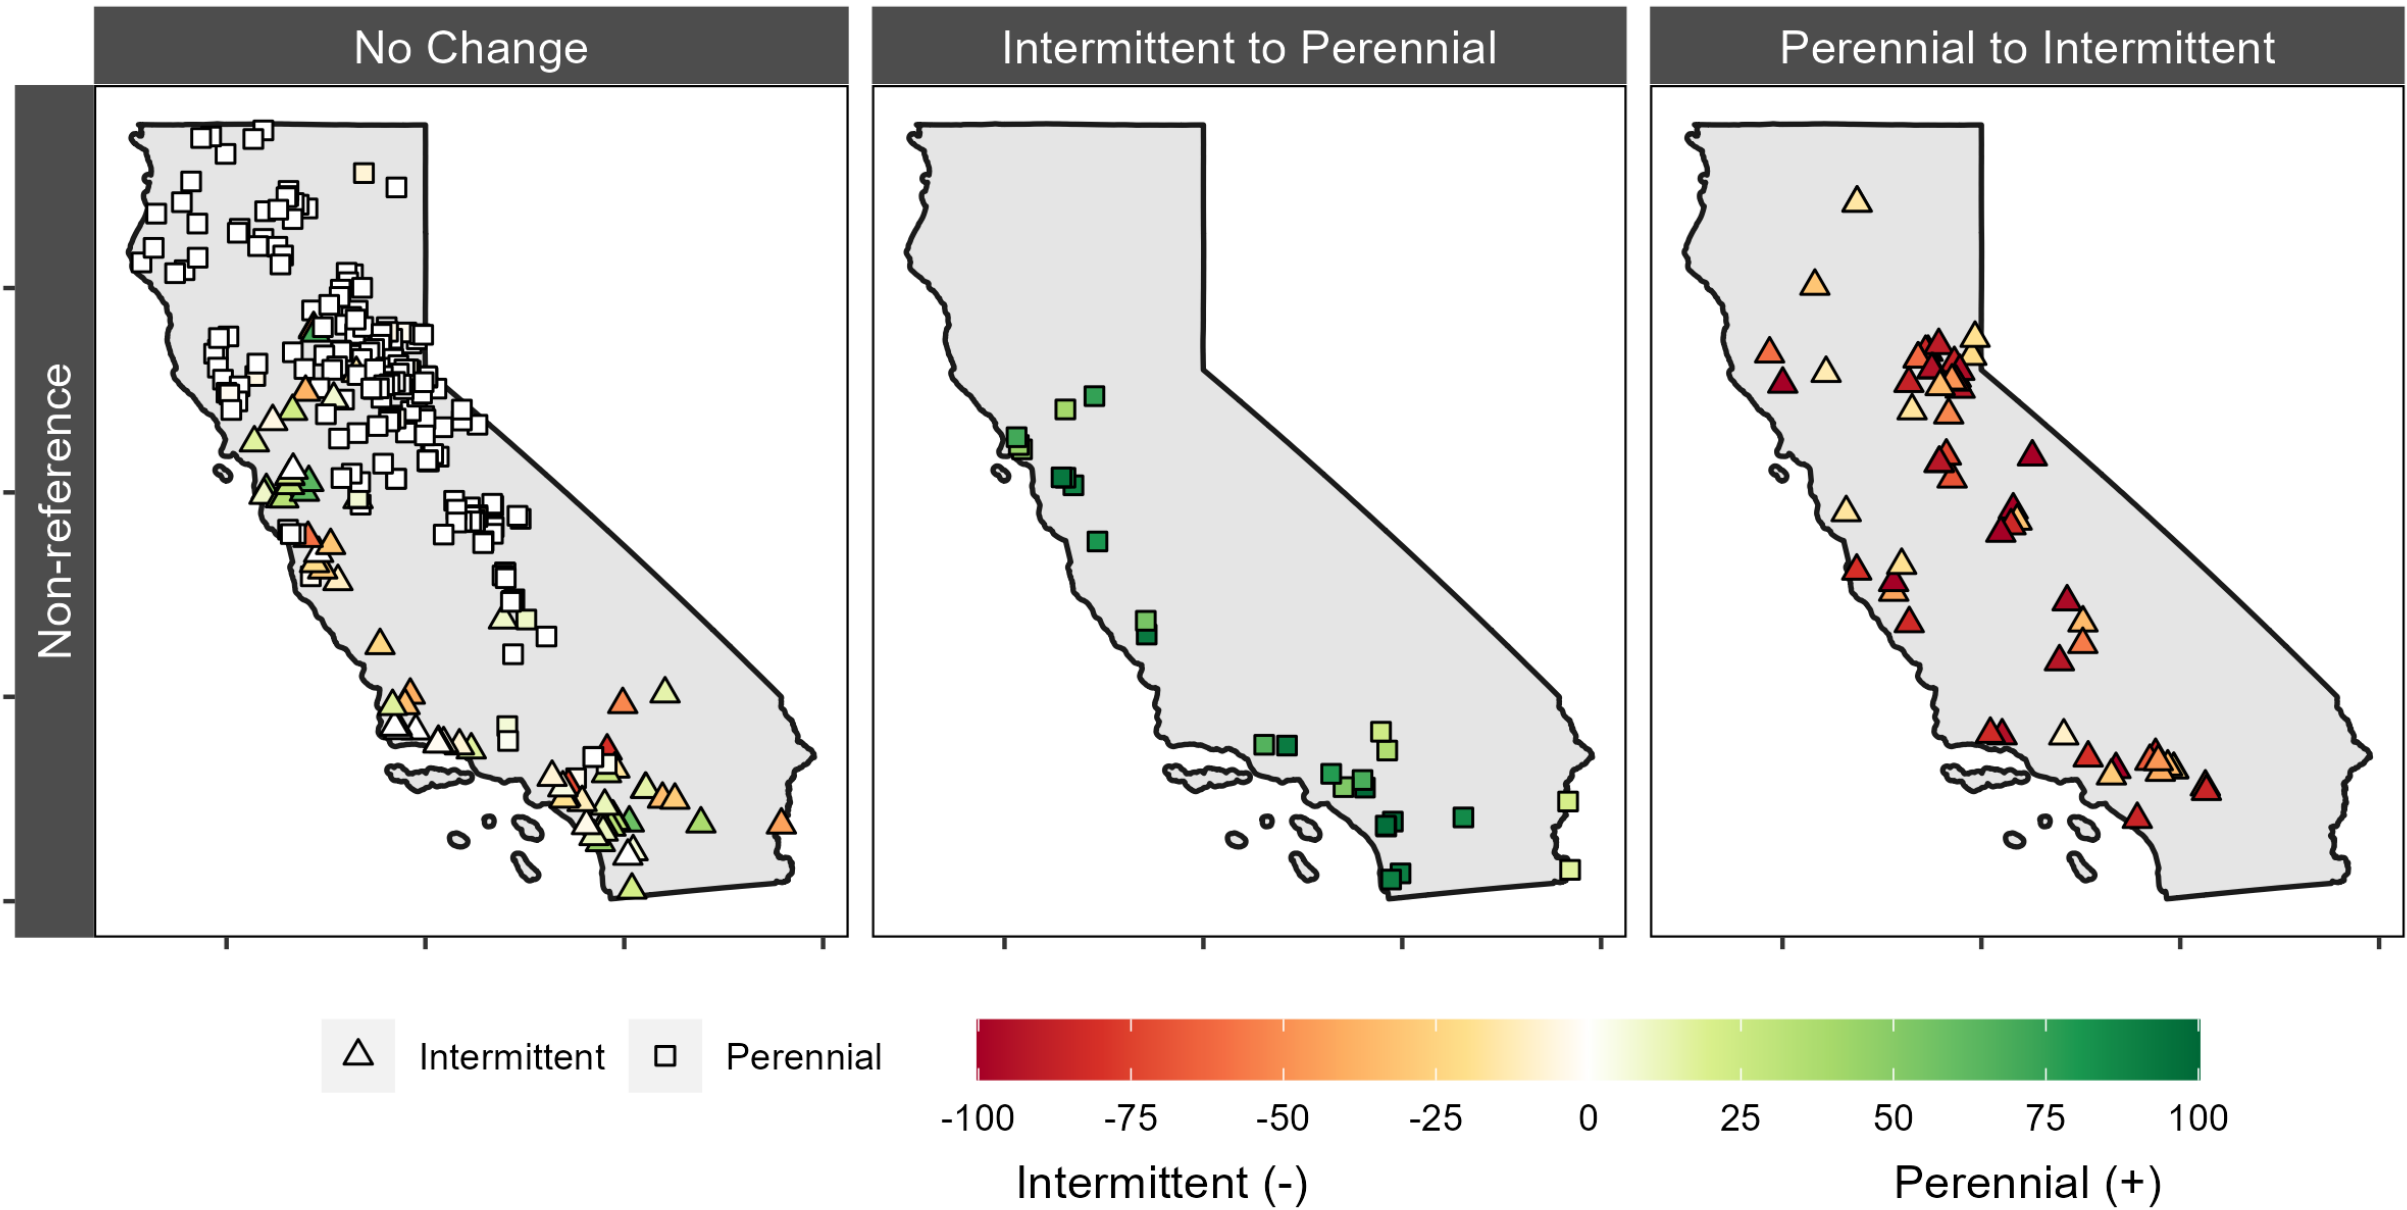 No Change
Intermittent to Perennial
Perennial to Intermittent
Non-reference
Intermittent
Perennial
-100 -75 -50 -25 0 25 50 75 100
Intermittent (-)
Perennial (+)